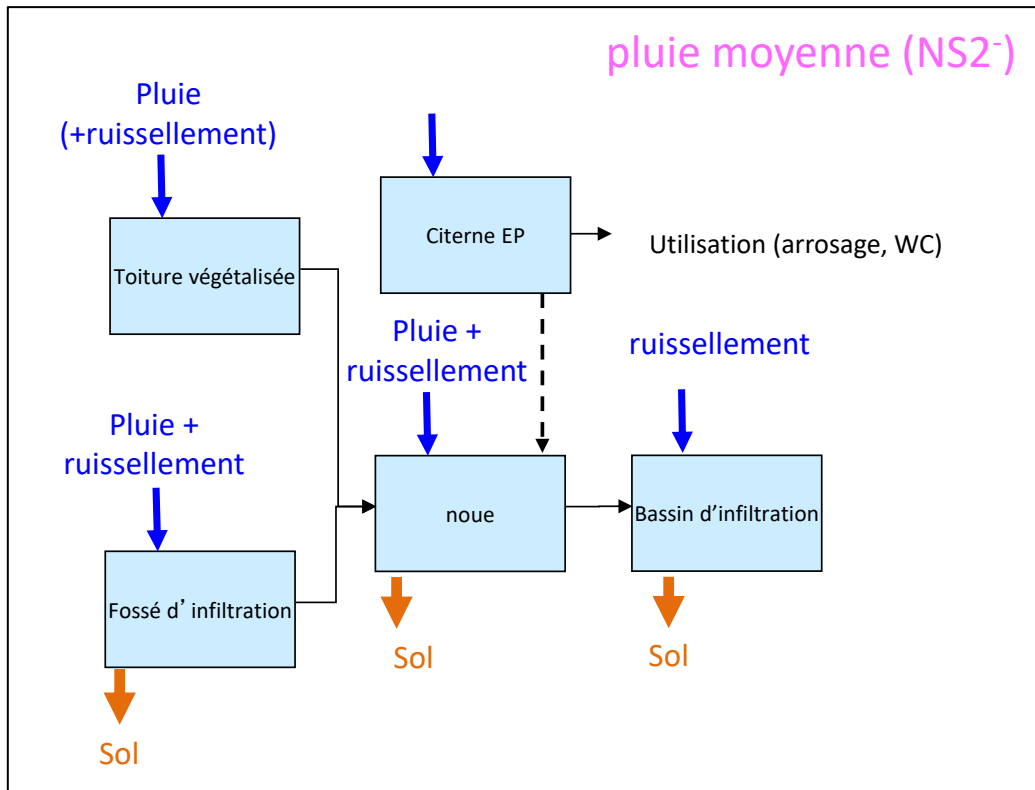 pluie moyenne (NS2⁻)
Pluie
(+ruissellement)
Citerne EP
Utilisation (arrosage, WC)
Toiture végétalisée
Pluie +
ruissellement
ruissellement
Pluie +
ruissellement
noue
Bassin d’infiltration
Fossé d’ infiltration
Sol
Sol
Sol